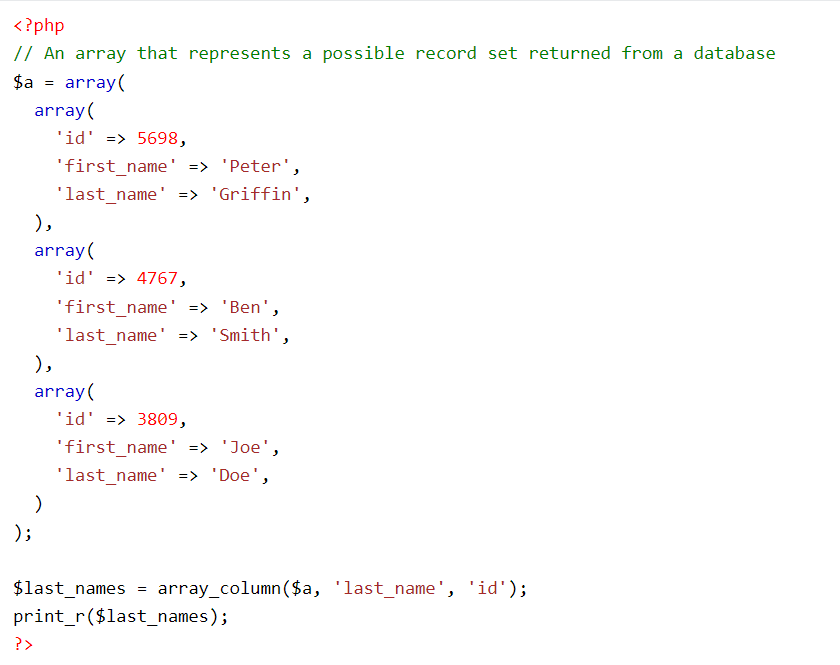 <?php
// An array that represents a possible record set returned from a database
$a = array(
  array(
    'id' => 5698,
    'first_name' => 'Peter',
    'last_name' => 'Griffin',
  ),
  array(
    'id' => 4767,
    'first_name' => 'Ben',
    'last_name' => 'Smith',
  ),
  array(
    'id' => 3809,
    'first_name' => 'Joe',
    'last_name' => 'Doe',
  )
);

$last_names = array_column($a, 'last_name', 'id');
print_r($last_names);
?>